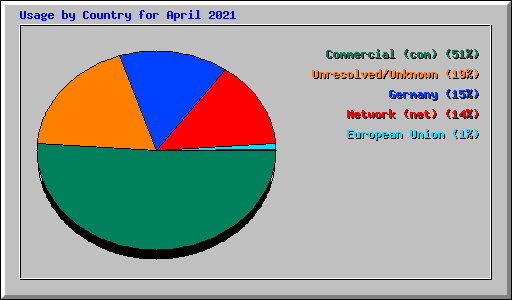 Usage by Country for April 2021
Commercial (com) (51%)
Unresolved/Unknown (19%)
Germany (15%)
Network (net) (14%)
European Union (1%)